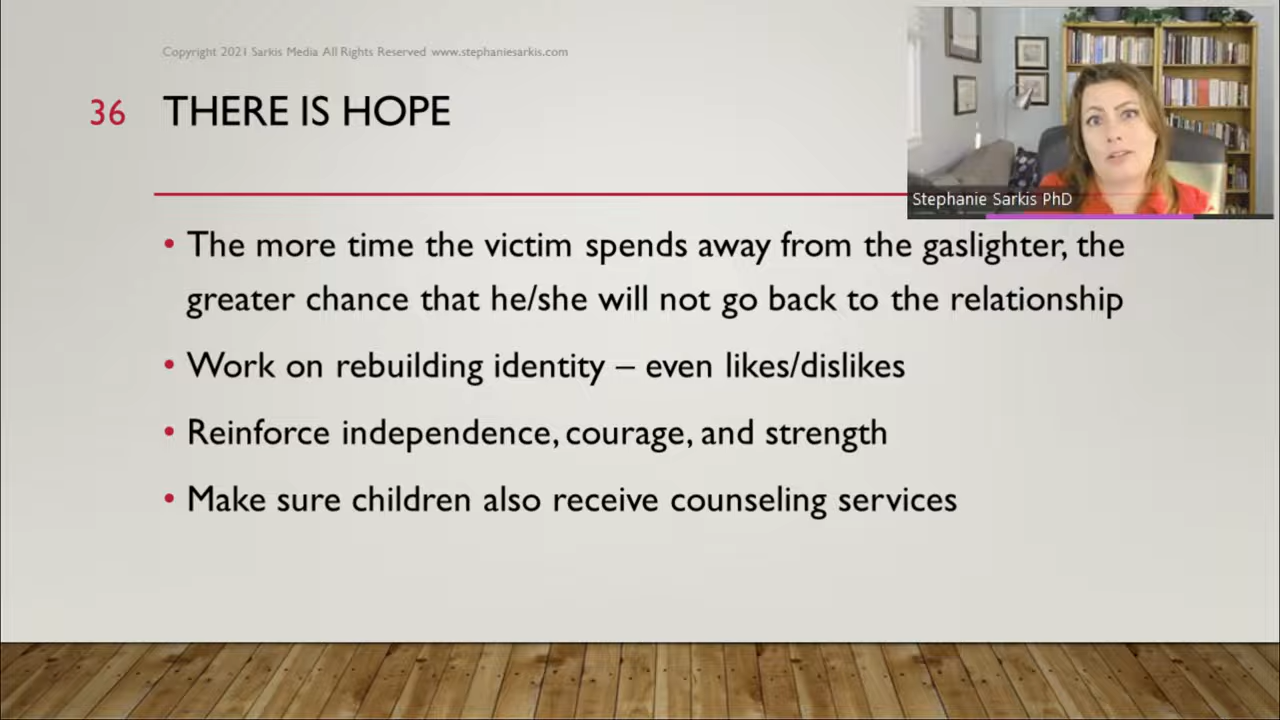 Copyright 2021 Sarkis Media All Rights Reserved www.stephaniesarkis.com
36 THERE IS HOPE
Stephanie Sarkis PhD
• The more time the victim spends away from the gaslighter, the
greater chance that he/she will not go back to the relationship
• Work on rebuilding identity – even likes/dislikes
• Reinforce independence, courage, and strength
• Make sure children also receive counseling services